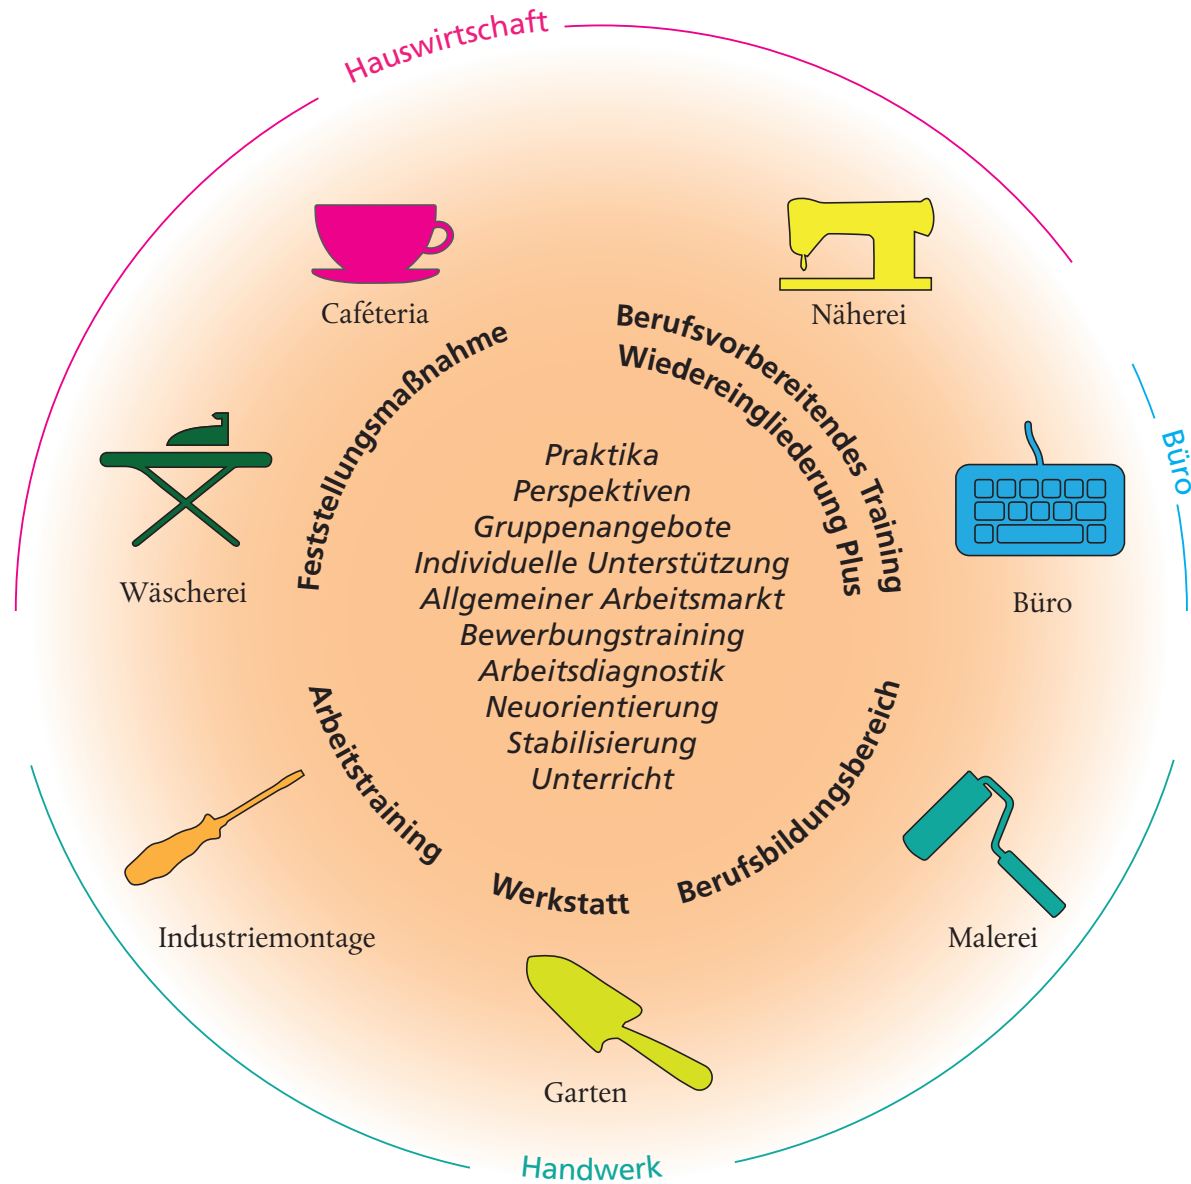 Hauswirtschaft
Caféteria
Näherei
Feststellungsmaßnahme
Berufsvorbereitendes Training
Wiedereingliederung Plus
Büro
Praktika
Perspektiven
Gruppenangebote
Individuelle Unterstützung
Allgemeiner Arbeitsmarkt
Bewerbungstraining
Arbeitsdiagnostik
Neuorientierung
Stabilisierung
Unterricht
Wäscherei
Büro
Arbeitstraining
Werkstatt
Berufsbildungsbereich
Industriemontage
Malerei
Garten
Handwerk